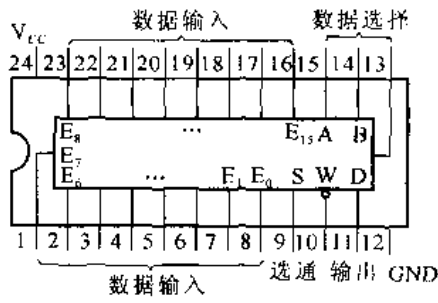 数据输入 数据选择
Vcc
24 23 22 21 20 19 18 17 16 15 14 13
E8 ... E15 A B
E7
E6 ... E1 E0 S W D
1 2 3 4 5 6 7 8 9 10 11 12
数据输入 选通 输出 GND